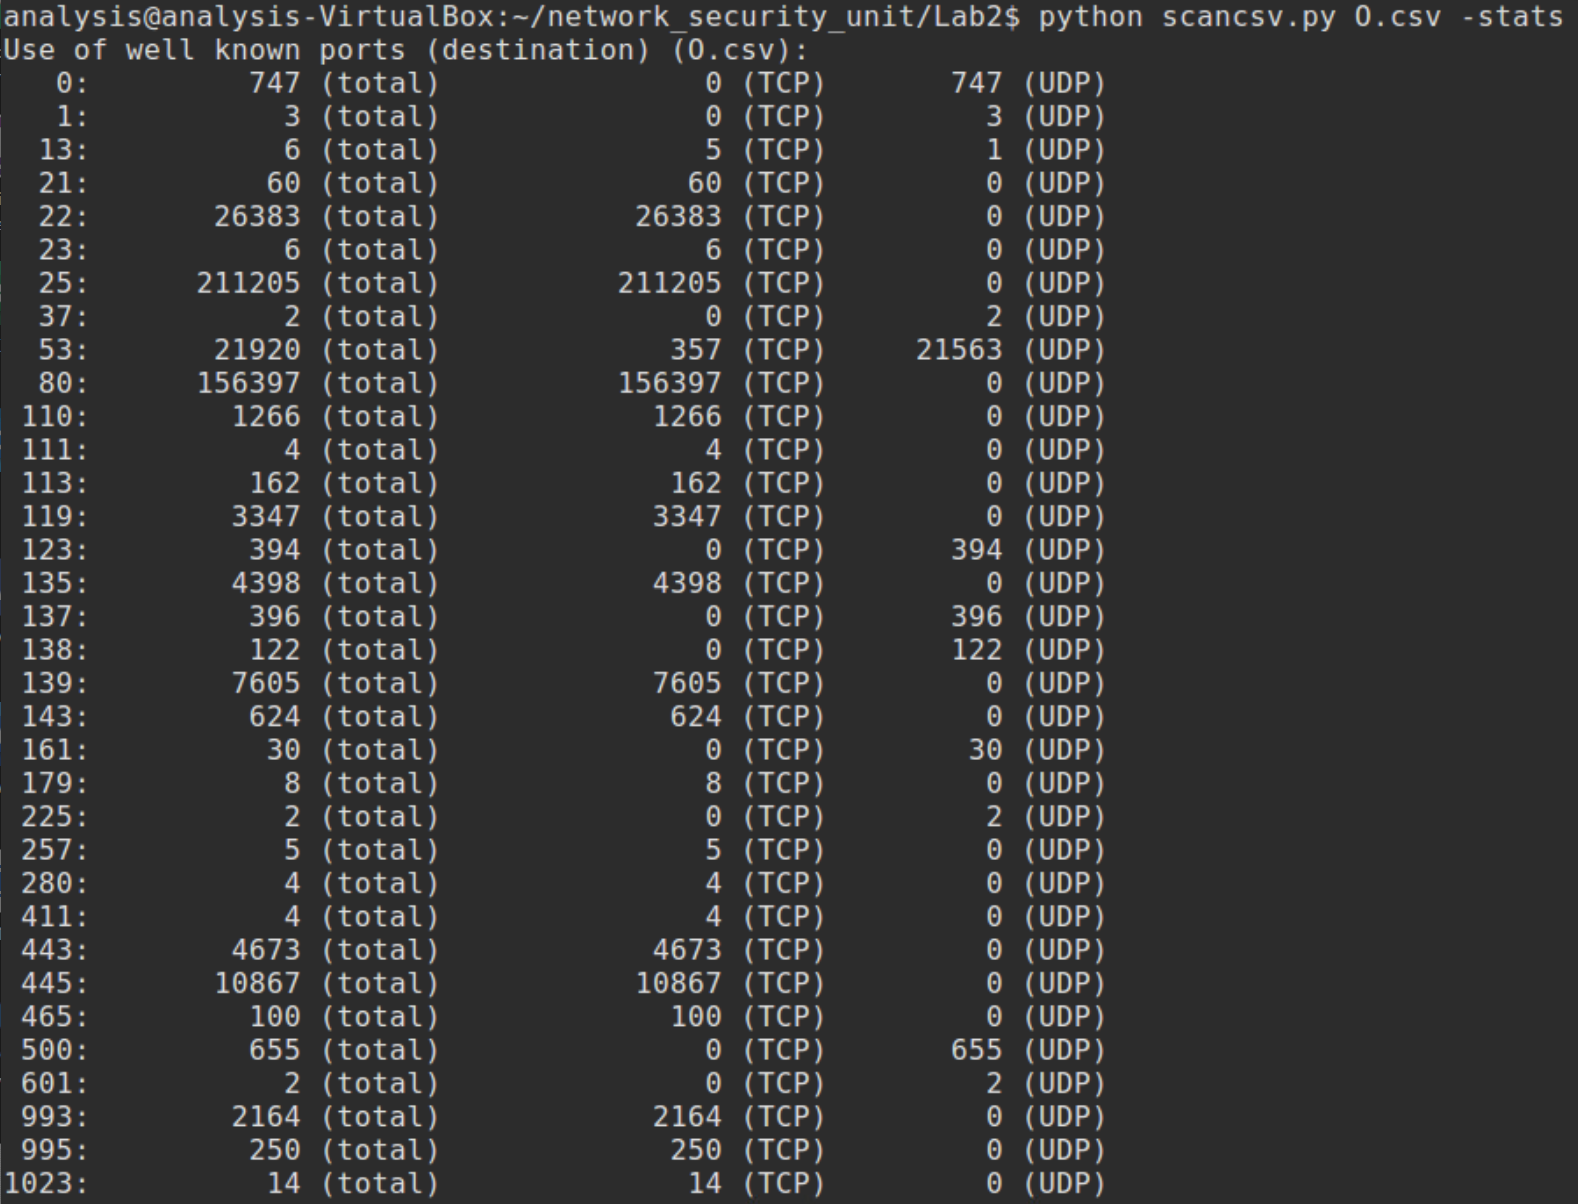 analysis@analysis-VirtualBox:~/network_security_unit/Lab2$ python scancsv.py O.csv -stats
Use of well known ports (destination) (O.csv):
0: 747 (total) 0 (TCP) 747 (UDP)
1: 3 (total) 0 (TCP) 3 (UDP)
13: 6 (total) 5 (TCP) 1 (UDP)
21: 60 (total) 60 (TCP) 0 (UDP)
22: 26383 (total) 26383 (TCP) 0 (UDP)
23: 6 (total) 6 (TCP) 0 (UDP)
25: 211205 (total) 211205 (TCP) 0 (UDP)
37: 2 (total) 0 (TCP) 2 (UDP)
53: 21920 (total) 357 (TCP) 21563 (UDP)
80: 156397 (total) 156397 (TCP) 0 (UDP)
110: 1266 (total) 1266 (TCP) 0 (UDP)
111: 4 (total) 4 (TCP) 0 (UDP)
113: 162 (total) 162 (TCP) 0 (UDP)
119: 3347 (total) 3347 (TCP) 0 (UDP)
123: 394 (total) 0 (TCP) 394 (UDP)
135: 4398 (total) 4398 (TCP) 0 (UDP)
137: 396 (total) 0 (TCP) 396 (UDP)
138: 122 (total) 0 (TCP) 122 (UDP)
139: 7605 (total) 7605 (TCP) 0 (UDP)
143: 624 (total) 624 (TCP) 0 (UDP)
161: 30 (total) 0 (TCP) 30 (UDP)
179: 8 (total) 8 (TCP) 0 (UDP)
225: 2 (total) 0 (TCP) 2 (UDP)
257: 5 (total) 5 (TCP) 0 (UDP)
280: 4 (total) 4 (TCP) 0 (UDP)
411: 4 (total) 4 (TCP) 0 (UDP)
443: 4673 (total) 4673 (TCP) 0 (UDP)
445: 10867 (total) 10867 (TCP) 0 (UDP)
465: 100 (total) 100 (TCP) 0 (UDP)
500: 655 (total) 0 (TCP) 655 (UDP)
601: 2 (total) 0 (TCP) 2 (UDP)
993: 2164 (total) 2164 (TCP) 0 (UDP)
995: 250 (total) 250 (TCP) 0 (UDP)
1023: 14 (total) 14 (TCP) 0 (UDP)